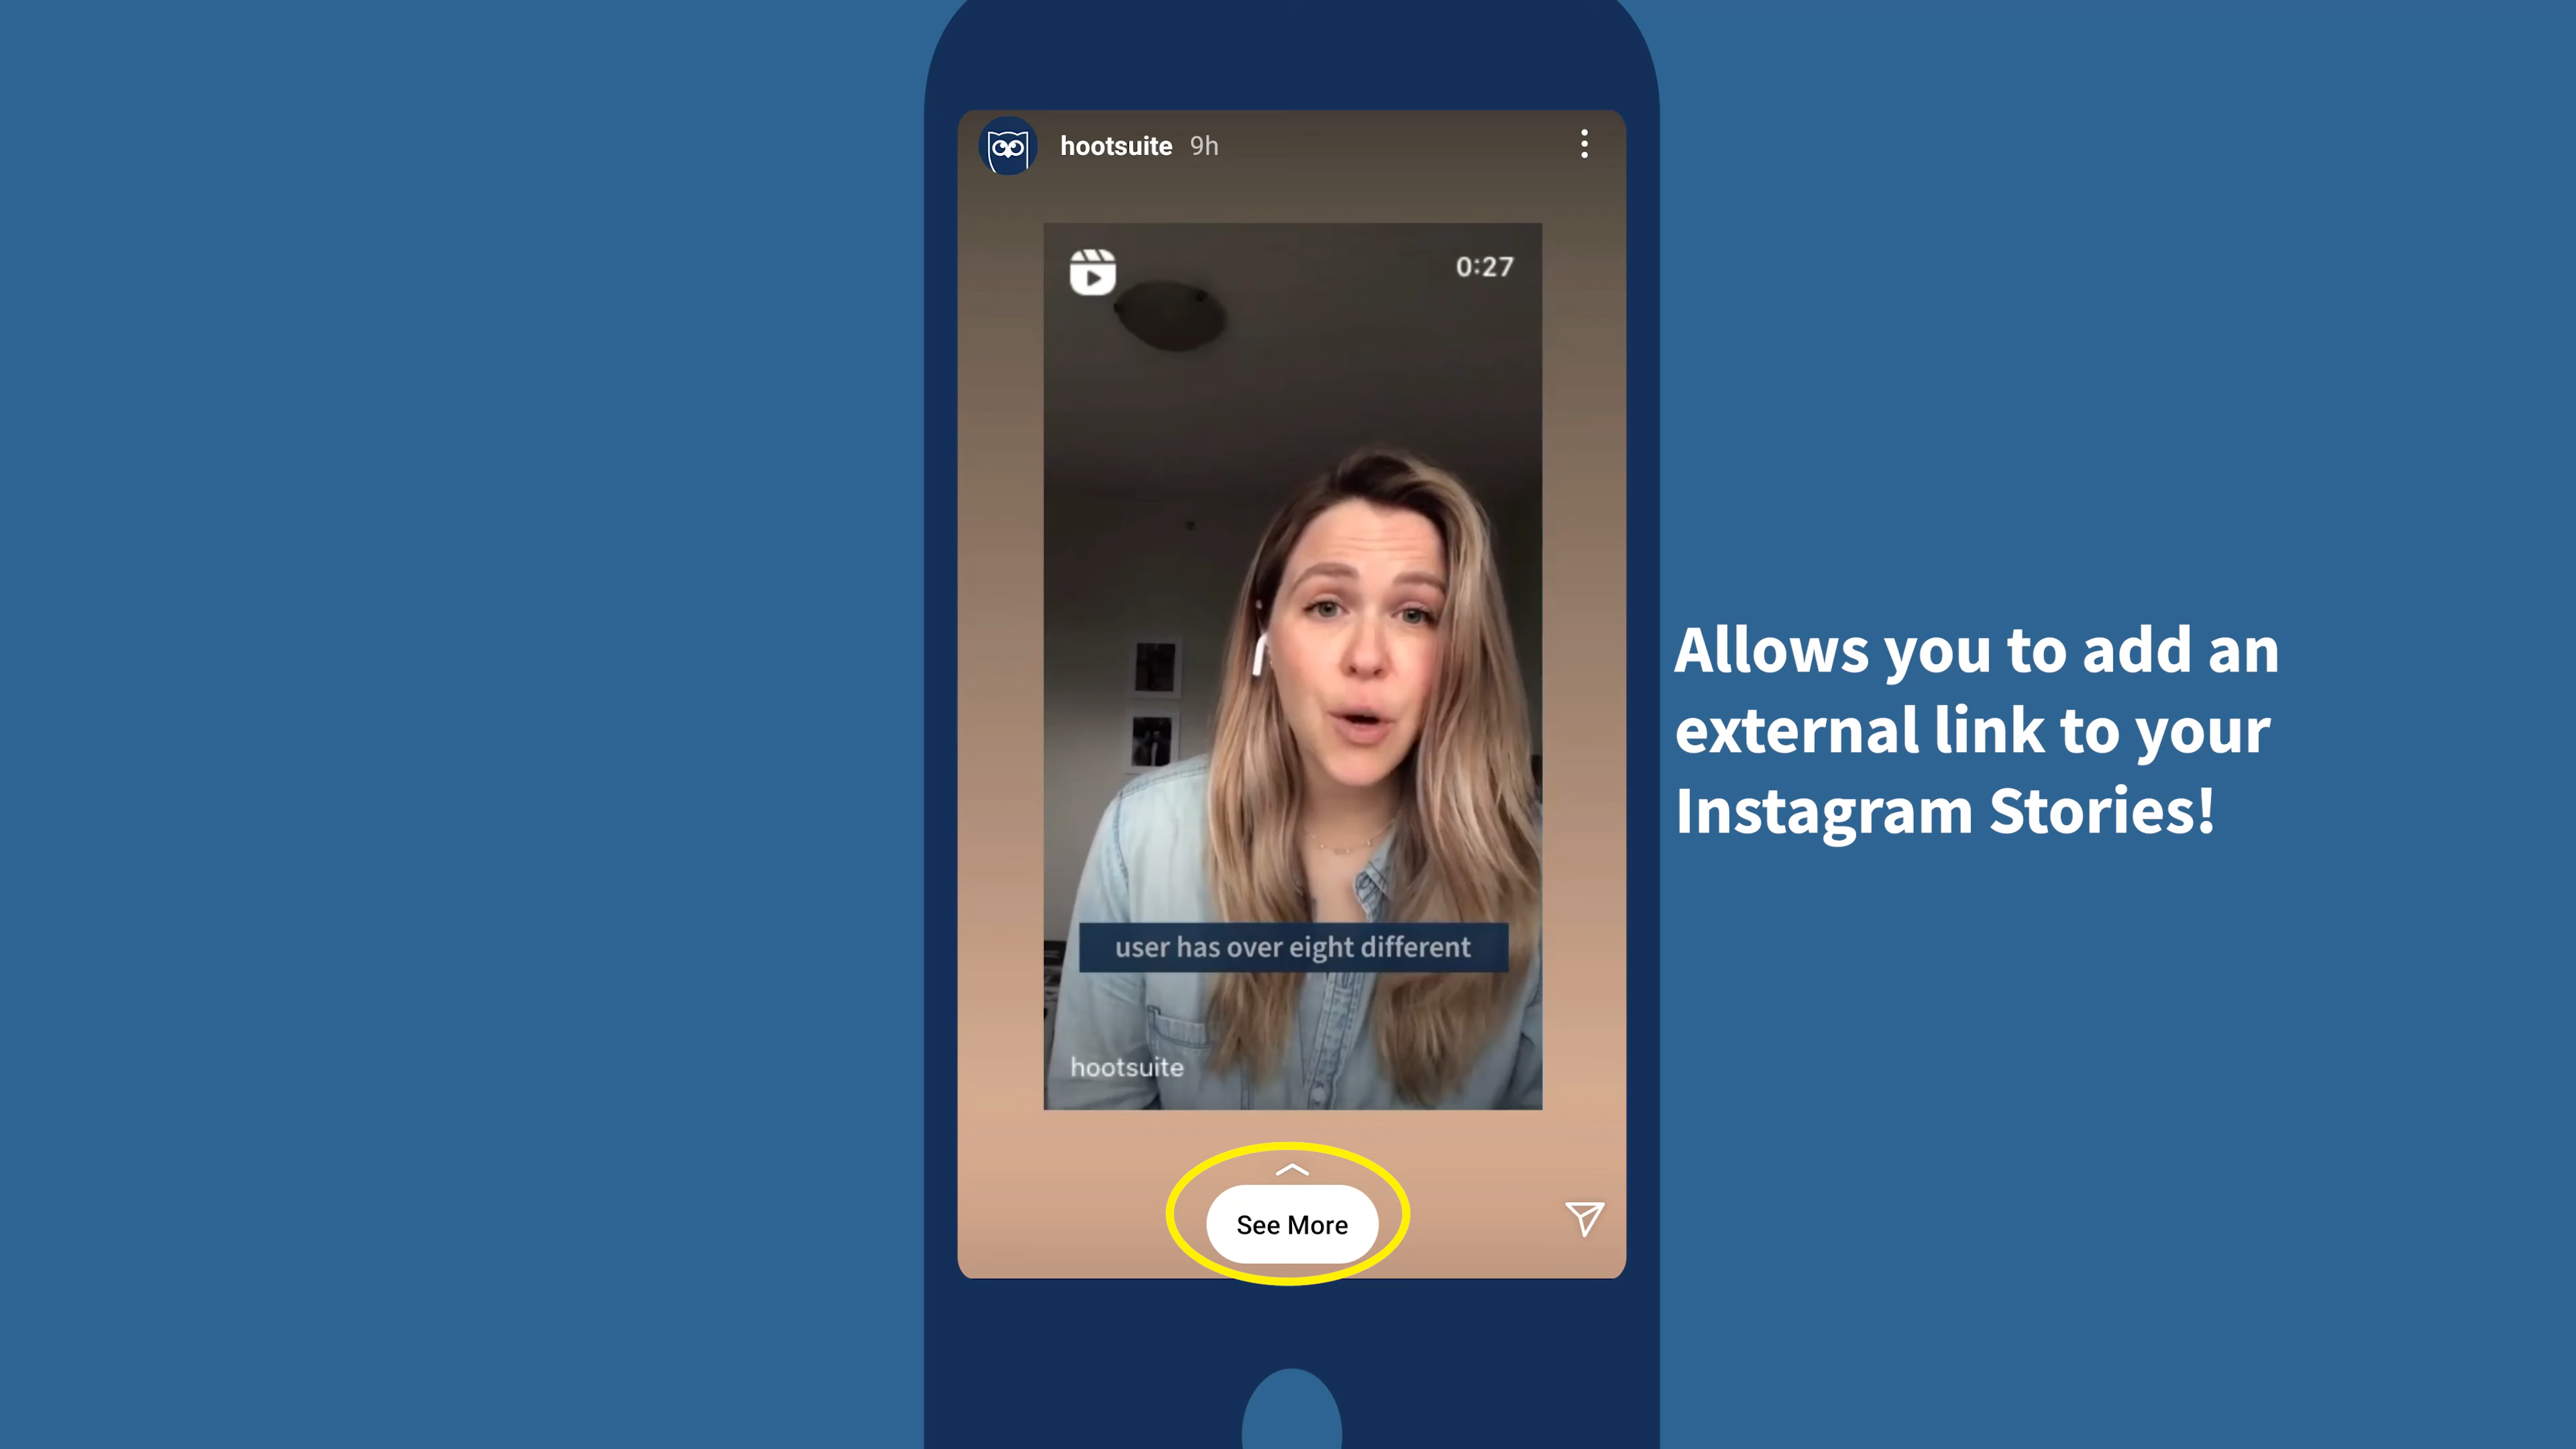 hootsuite 9h
0:27
Allows you to add an
external link to your
Instagram Stories!
user has over eight different
hootsuite
See More